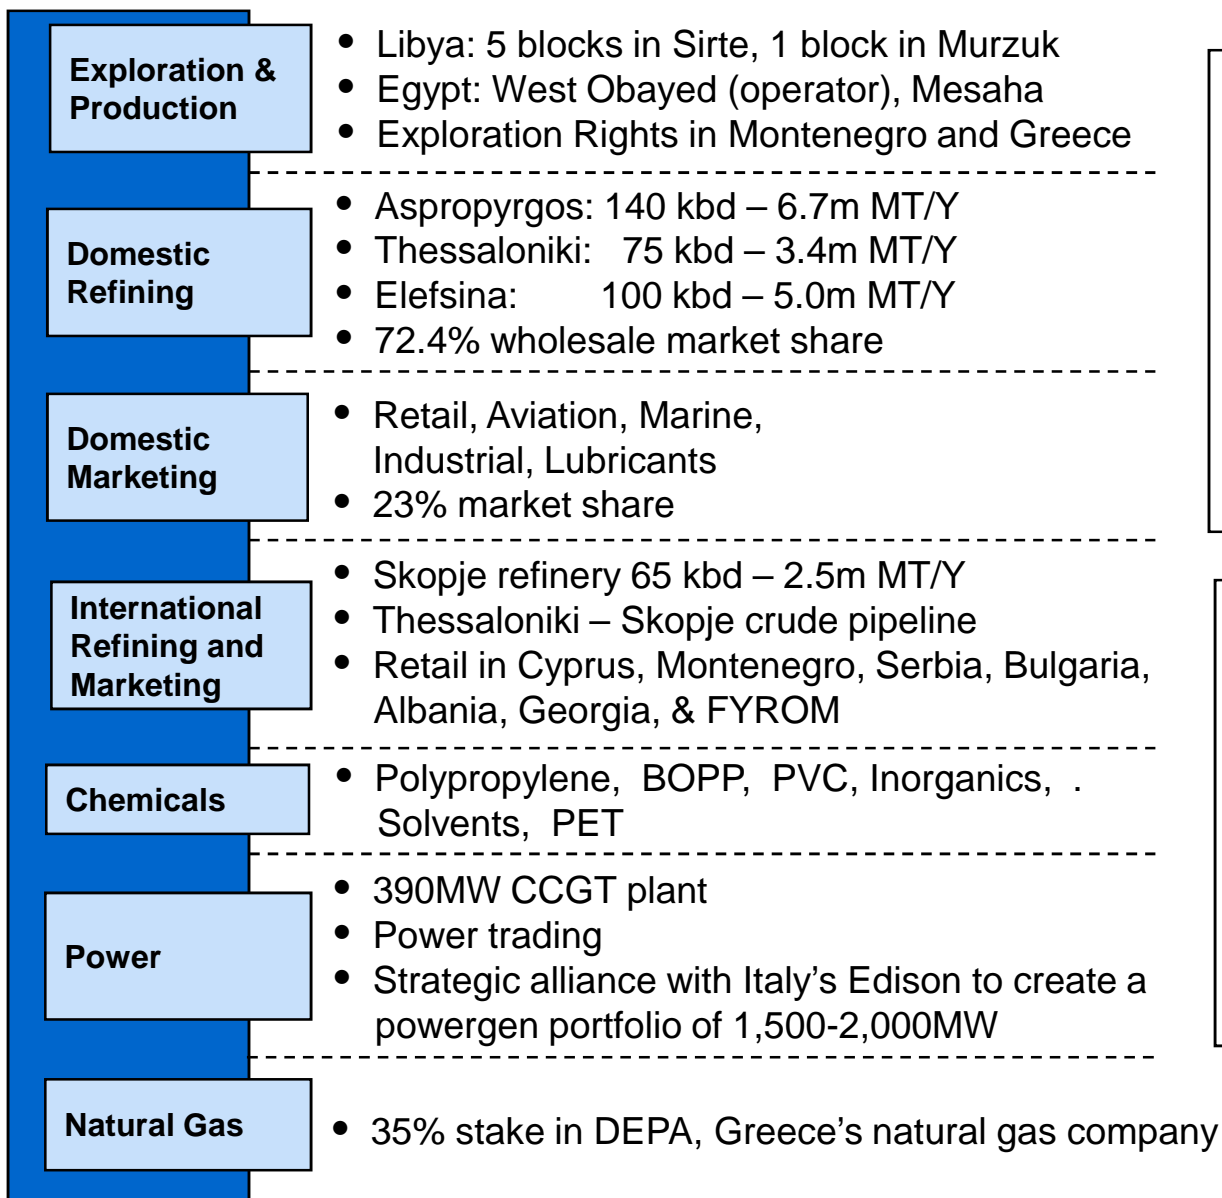 Exploration &
Production
• Libya: 5 blocks in Sirte, 1 block in Murzuk
• Egypt: West Obayed (operator), Mesaha
• Exploration Rights in Montenegro and Greece
Domestic
Refining
• Aspropyrgos: 140 kbd – 6.7m MT/Y
• Thessaloniki: 75 kbd – 3.4m MT/Y
• Elefsina: 100 kbd – 5.0m MT/Y
• 72.4% wholesale market share
Domestic
Marketing
• Retail, Aviation, Marine,
Industrial, Lubricants
• 23% market share
International
Refining and
Marketing
• Skopje refinery 65 kbd – 2.5m MT/Y
• Thessaloniki – Skopje crude pipeline
• Retail in Cyprus, Montenegro, Serbia, Bulgaria,
Albania, Georgia, & FYROM
Chemicals
• Polypropylene, BOPP, PVC, Inorganics, .
Solvents, PET
Power
• 390MW CCGT plant
• Power trading
• Strategic alliance with Italy's Edison to create a
powergen portfolio of 1,500-2,000MW
Natural Gas
• 35% stake in DEPA, Greece's natural gas company